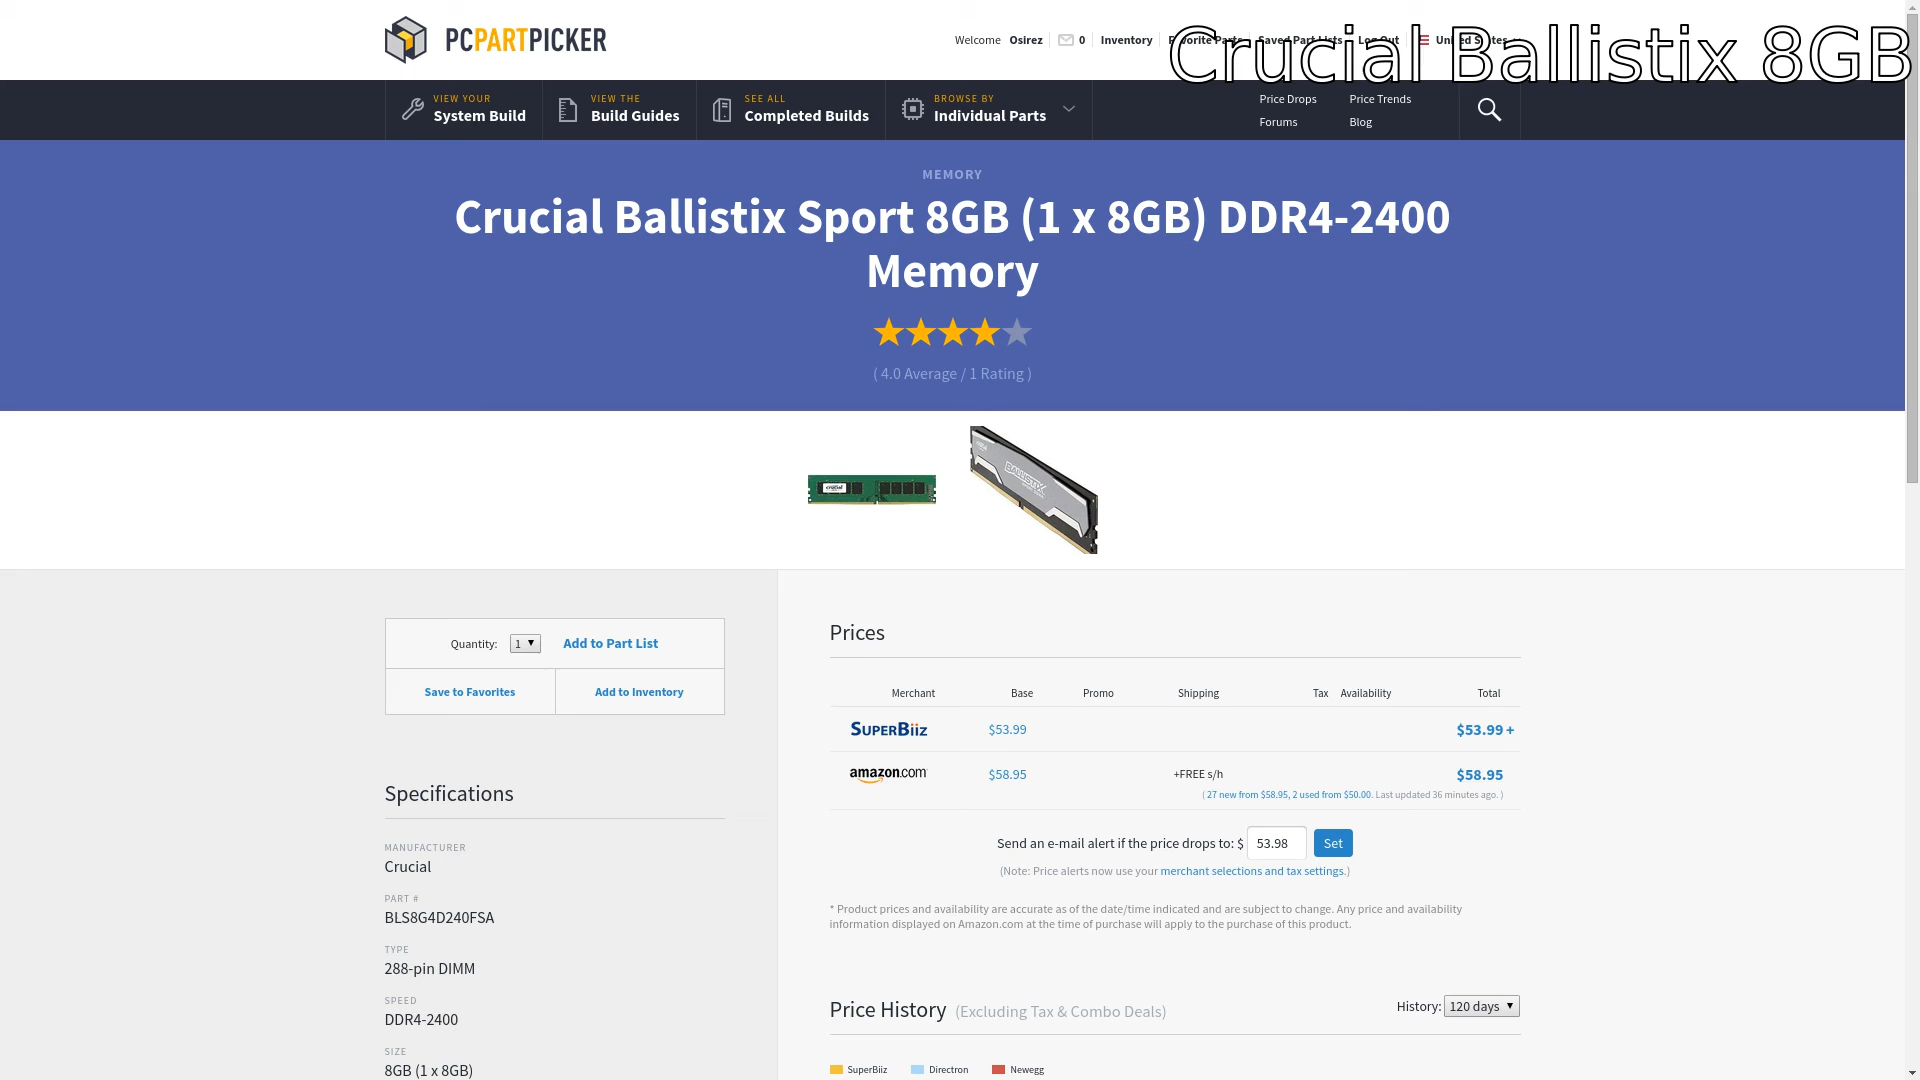 PCPARTPICKER
Welcome Osirez 0 Inventory Favorite Parts Saved Part Lists Log Out United States
Crucial Ballistix 8GB
VIEW YOUR
System Build
VIEW THE
Build Guides
SEE ALL
Completed Builds
BROWSE BY
Individual Parts
Price Drops Price Trends
Forums Blog
MEMORY
Crucial Ballistix Sport 8GB (1 x 8GB) DDR4-2400
Memory
( 4.0 Average / 1 Rating )
crucial
BALLISTIX
Quantity: 1 Add to Part List
Save to Favorites Add to Inventory
Specifications
MANUFACTURER
Crucial
PART #
BLS8G4D240FSA
TYPE
288-pin DIMM
SPEED
DDR4-2400
SIZE
8GB (1 x 8GB)
Prices
Merchant Base Promo Shipping Tax Availability Total
SUPERBiiz $53.99 $53.99 +
amazon.com $58.95 +FREE s/h $58.95
( 27 new from $58.95, 2 used from $50.00. Last updated 36 minutes ago. )
Send an e-mail alert if the price drops to: $ 53.98 Set
(Note: Price alerts now use your merchant selections and tax settings.)
* Product prices and availability are accurate as of the date/time indicated and are subject to change. Any price and availability
information displayed on Amazon.com at the time of purchase will apply to the purchase of this product.
Price History (Excluding Tax & Combo Deals) History: 120 days
SuperBiiz Directron Newegg